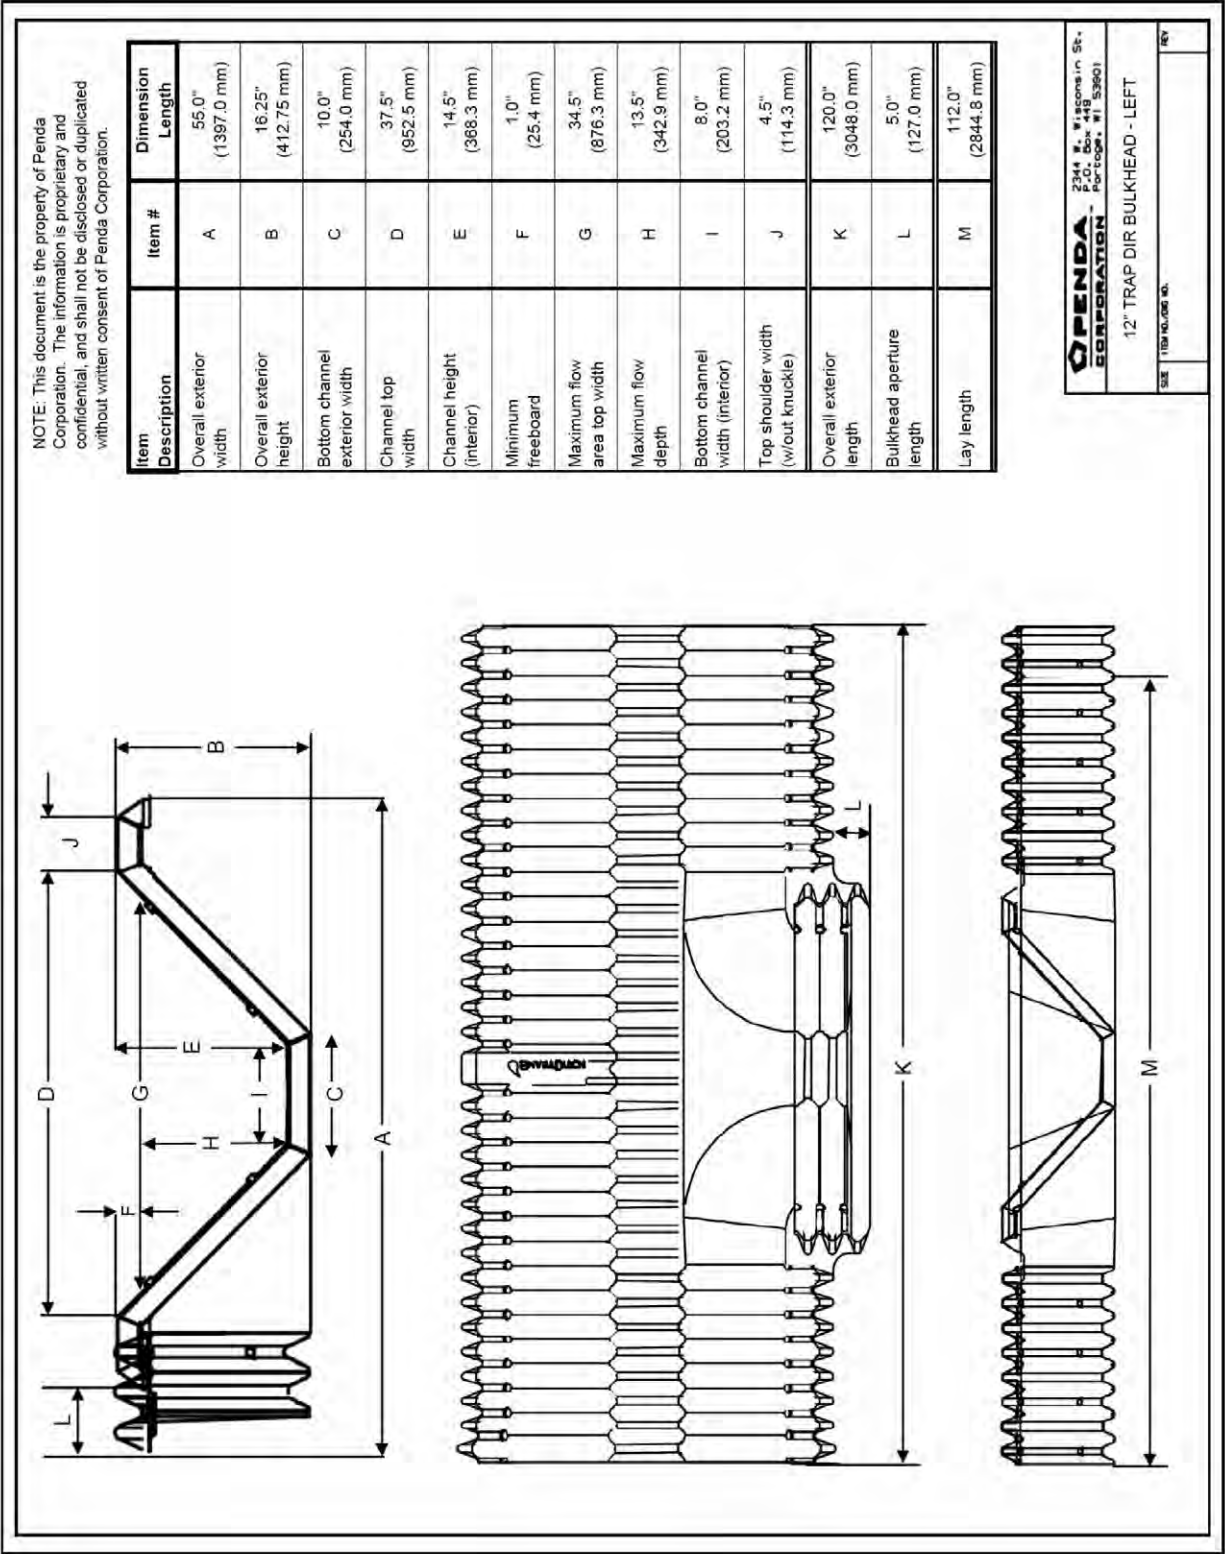 NOTE: This document is the property of Penda
Corporation. The information is proprietary and
confidential, and shall not be disclosed or duplicated
without written consent of Penda Corporation.
Item Description Item # Dimension Length
Overall exterior width A 55.0" (1397.0 mm)
Overall exterior height B 16.25" (412.75 mm)
Bottom channel exterior width C 10.0" (254.0 mm)
Channel top width D 37.5" (952.5 mm)
Channel height (interior) E 14.5" (368.3 mm)
Minimum freeboard F 1.0" (25.4 mm)
Maximum flow area top width G 34.5" (876.3 mm)
Maximum flow depth H 13.5" (342.9 mm)
Bottom channel width (interior) I 8.0" (203.2 mm)
Top shoulder width (w/out knuckle) J 4.5" (114.3 mm)
Overall exterior length K 120.0" (3048.0 mm)
Bulkhead aperture length L 5.0" (127.0 mm)
Lay length M 112.0" (2844.8 mm)
L
F
D
G
H
E
I
C
A
J
B
L
K
M
PENDA
CORPORATION
2344 W. Wisconsin St.
P.O. Box 449
Portage, WI 53901
12" TRAP DIR BULKHEAD - LEFT
SIZE
ITEM NO./DWG NO.
REV